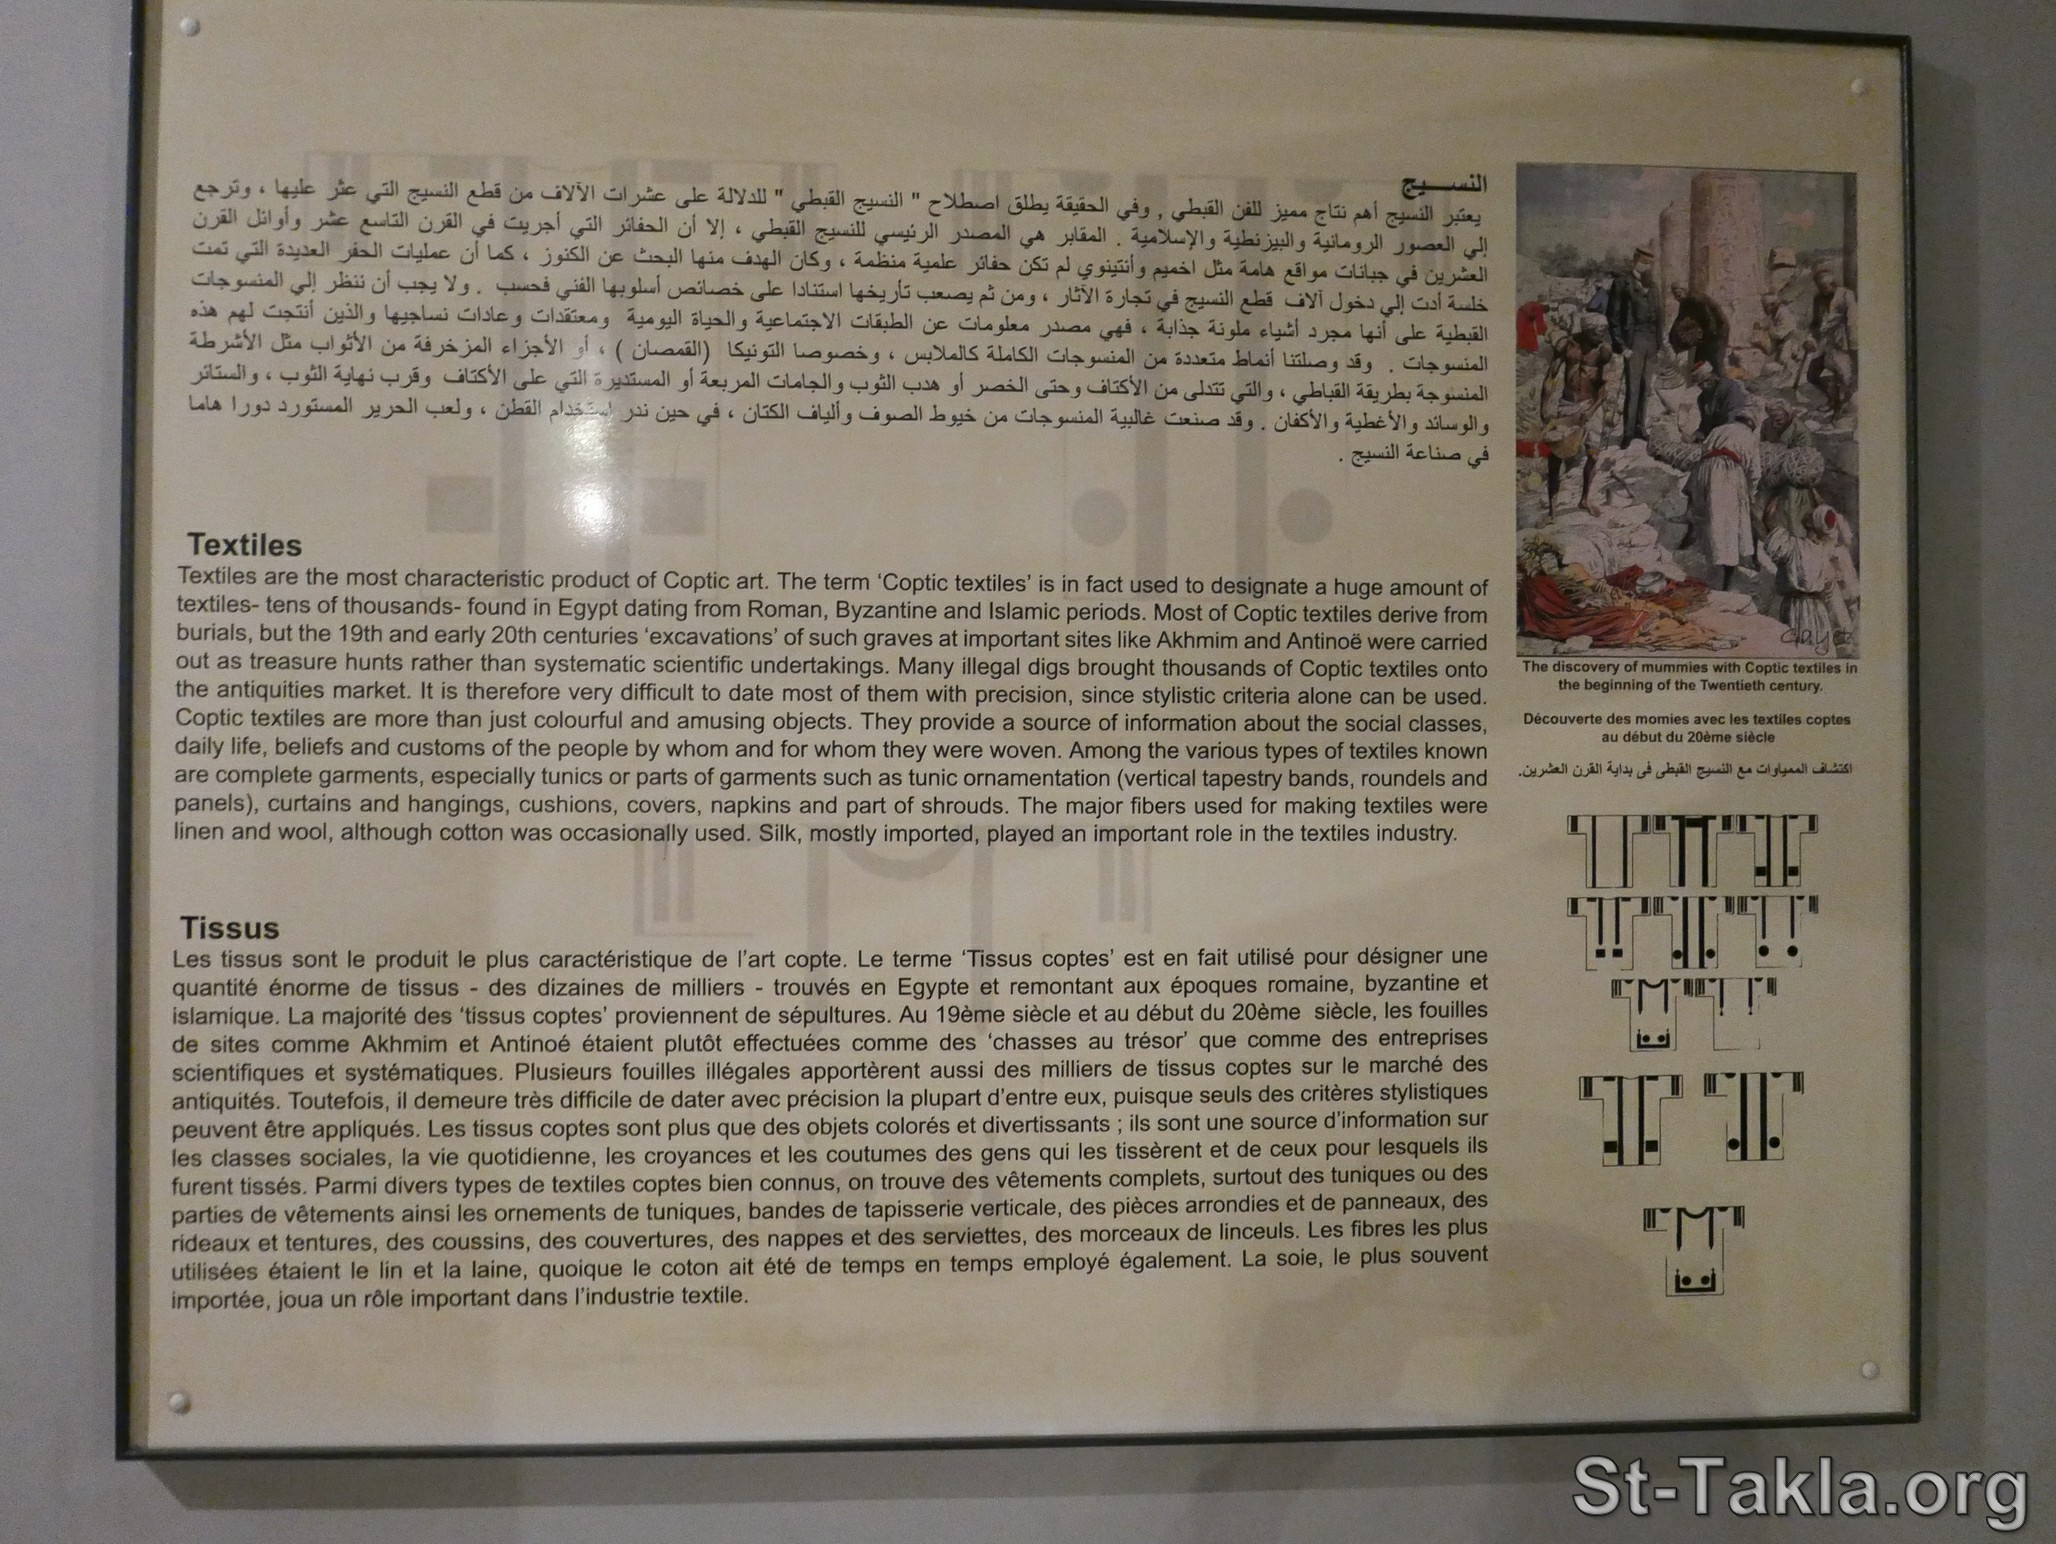 النسـيج
يعتبر النسيج أهم نتاج مميز للفن القبطي , وفي الحقيقة يطلق اصطلاح " النسيج القبطي " للدلالة على عشرات الآلاف من قطع النسيج التي عثر عليها ، وترجع
إلي العصور الرومانية والبيزنطية والإسلامية . المقابر هي المصدر الرئيسي للنسيج القبطي ، إلا أن الحفائر التي أجريت في القرن التاسع عشر وأوائل القرن
العشرين في جبانات مواقع هامة مثل اخميم وأنتينوي لم تكن حفائر علمية منظمة ، وكان الهدف منها البحث عن الكنوز ، كما أن عمليات الحفر العديدة التي تمت
خلسة أدت إلي دخول آلاف قطع النسيج في تجارة الآثار ، ومن ثم يصعب تأريخها استنادا على خصائص أسلوبها الفني فحسب . ولا يجب أن ننظر إلي المنسوجات
القبطية على أنها مجرد أشياء ملونة جذابة ، فهي مصدر معلومات عن الطبقات الاجتماعية والحياة اليومية ومعتقدات وعادات نساجيها والذين أنتجت لهم هذه
المنسوجات . وقد وصلتنا أنماط متعددة من المنسوجات الكاملة كالملابس ، وخصوصا التونيكا (القمصان ) ، أو الأجزاء المزخرفة من الأثواب مثل الأشرطة
المنسوجة بطريقة القباطي ، والتي تتدلى من الأكتاف وحتى الخصر أو هدب الثوب والجامات المربعة أو المستديرة التي على الأكتاف وقرب نهاية الثوب ، والستائر
والوسائد والأغطية والأكفان . وقد صنعت غالبية المنسوجات من خيوط الصوف وألياف الكتان ، في حين ندر استخدام القطن ، ولعب الحرير المستورد دورا هاما
في صناعة النسيج .
Textiles
Textiles are the most characteristic product of Coptic art. The term ‘Coptic textiles’ is in fact used to designate a huge amount of
textiles- tens of thousands- found in Egypt dating from Roman, Byzantine and Islamic periods. Most of Coptic textiles derive from
burials, but the 19th and early 20th centuries ‘excavations’ of such graves at important sites like Akhmim and Antinoë were carried
out as treasure hunts rather than systematic scientific undertakings. Many illegal digs brought thousands of Coptic textiles onto
the antiquities market. It is therefore very difficult to date most of them with precision, since stylistic criteria alone can be used.
Coptic textiles are more than just colourful and amusing objects. They provide a source of information about the social classes,
daily life, beliefs and customs of the people by whom and for whom they were woven. Among the various types of textiles known
are complete garments, especially tunics or parts of garments such as tunic ornamentation (vertical tapestry bands, roundels and
panels), curtains and hangings, cushions, covers, napkins and part of shrouds. The major fibers used for making textiles were
linen and wool, although cotton was occasionally used. Silk, mostly imported, played an important role in the textiles industry.
Tissus
Les tissus sont le produit le plus caractéristique de l’art copte. Le terme ‘Tissus coptes’ est en fait utilisé pour désigner une
quantité énorme de tissus - des dizaines de milliers - trouvés en Egypte et remontant aux époques romaine, byzantine et
islamique. La majorité des ‘tissus coptes’ proviennent de sépultures. Au 19ème siècle et au début du 20ème siècle, les fouilles
de sites comme Akhmim et Antinoé étaient plutôt effectuées comme des ‘chasses au trésor’ que comme des entreprises
scientifiques et systématiques. Plusieurs fouilles illégales apportèrent aussi des milliers de tissus coptes sur le marché des
antiquités. Toutefois, il demeure très difficile de dater avec précision la plupart d’entre eux, puisque seuls des critères stylistiques
peuvent être appliqués. Les tissus coptes sont plus que des objets colorés et divertissants ; ils sont une source d’information sur
les classes sociales, la vie quotidienne, les croyances et les coutumes des gens qui les tissèrent et de ceux pour lesquels ils
furent tissés. Parmi divers types de textiles coptes bien connus, on trouve des vêtements complets, surtout des tuniques ou des
parties de vêtements ainsi les ornements de tuniques, bandes de tapisserie verticale, des pièces arrondies et de panneaux, des
rideaux et tentures, des coussins, des couvertures, des nappes et des serviettes, des morceaux de linceuls. Les fibres les plus
utilisées étaient le lin et la laine, quoique le coton ait été de temps en temps employé également. La soie, le plus souvent
importée, joua un rôle important dans l’industrie textile.
The discovery of mummies with Coptic textiles in
the beginning of the Twentieth century.
Découverte des momies avec les textiles coptes
au début du 20ème siècle
اكتشاف الممياوات مع النسيج القبطى فى بداية القرن العشرين.
St-Takla.org